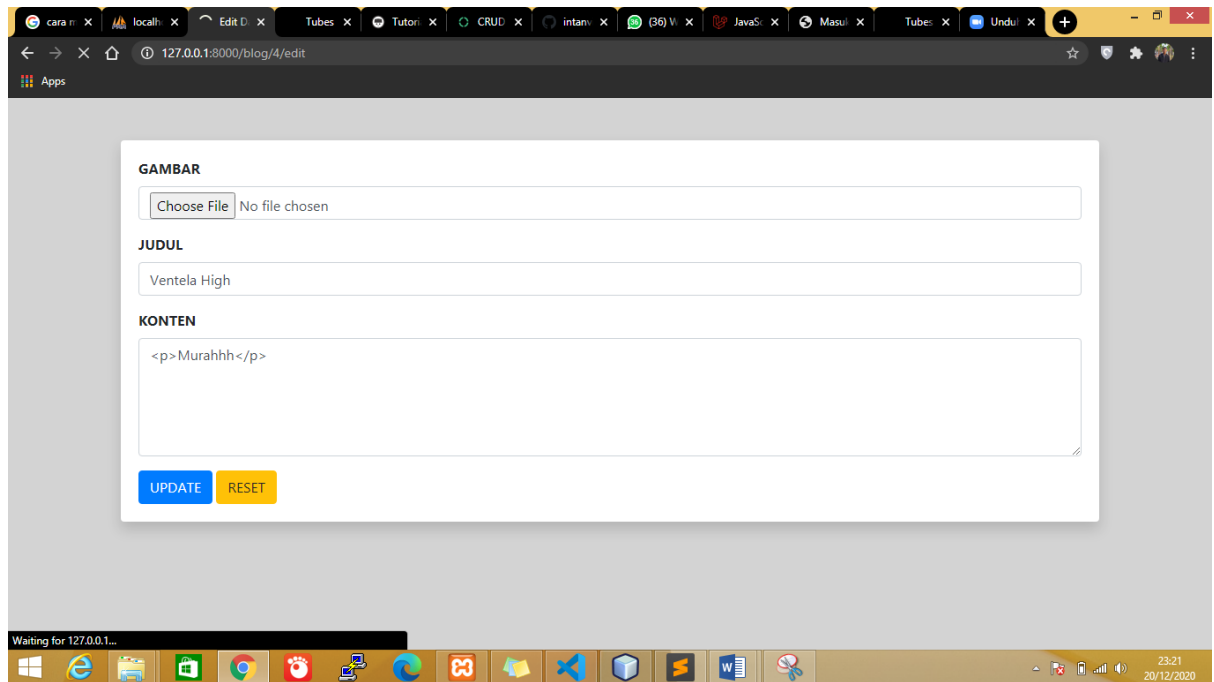 cara m
localh
Edit D
Tubes
Tutori
CRUD
intanv
(36) W
JavaSc
Masuk
Tubes
Unduh
127.0.0.1:8000/blog/4/edit
Apps
GAMBAR
Choose File No file chosen
JUDUL
Ventela High
KONTEN
<p>Murahhh</p>
UPDATE RESET
Waiting for 127.0.0.1...
23:21
20/12/2020